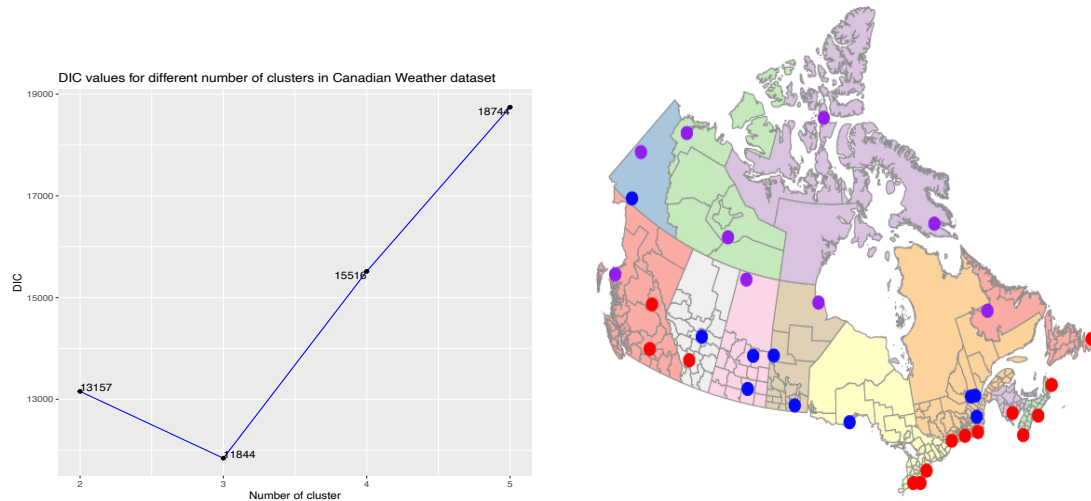 DIC values for different number of clusters in Canadian Weather dataset
19000
18744
17000
15516
15000
13157
13000
11844
2 3 4 5
Number of cluster
DIC